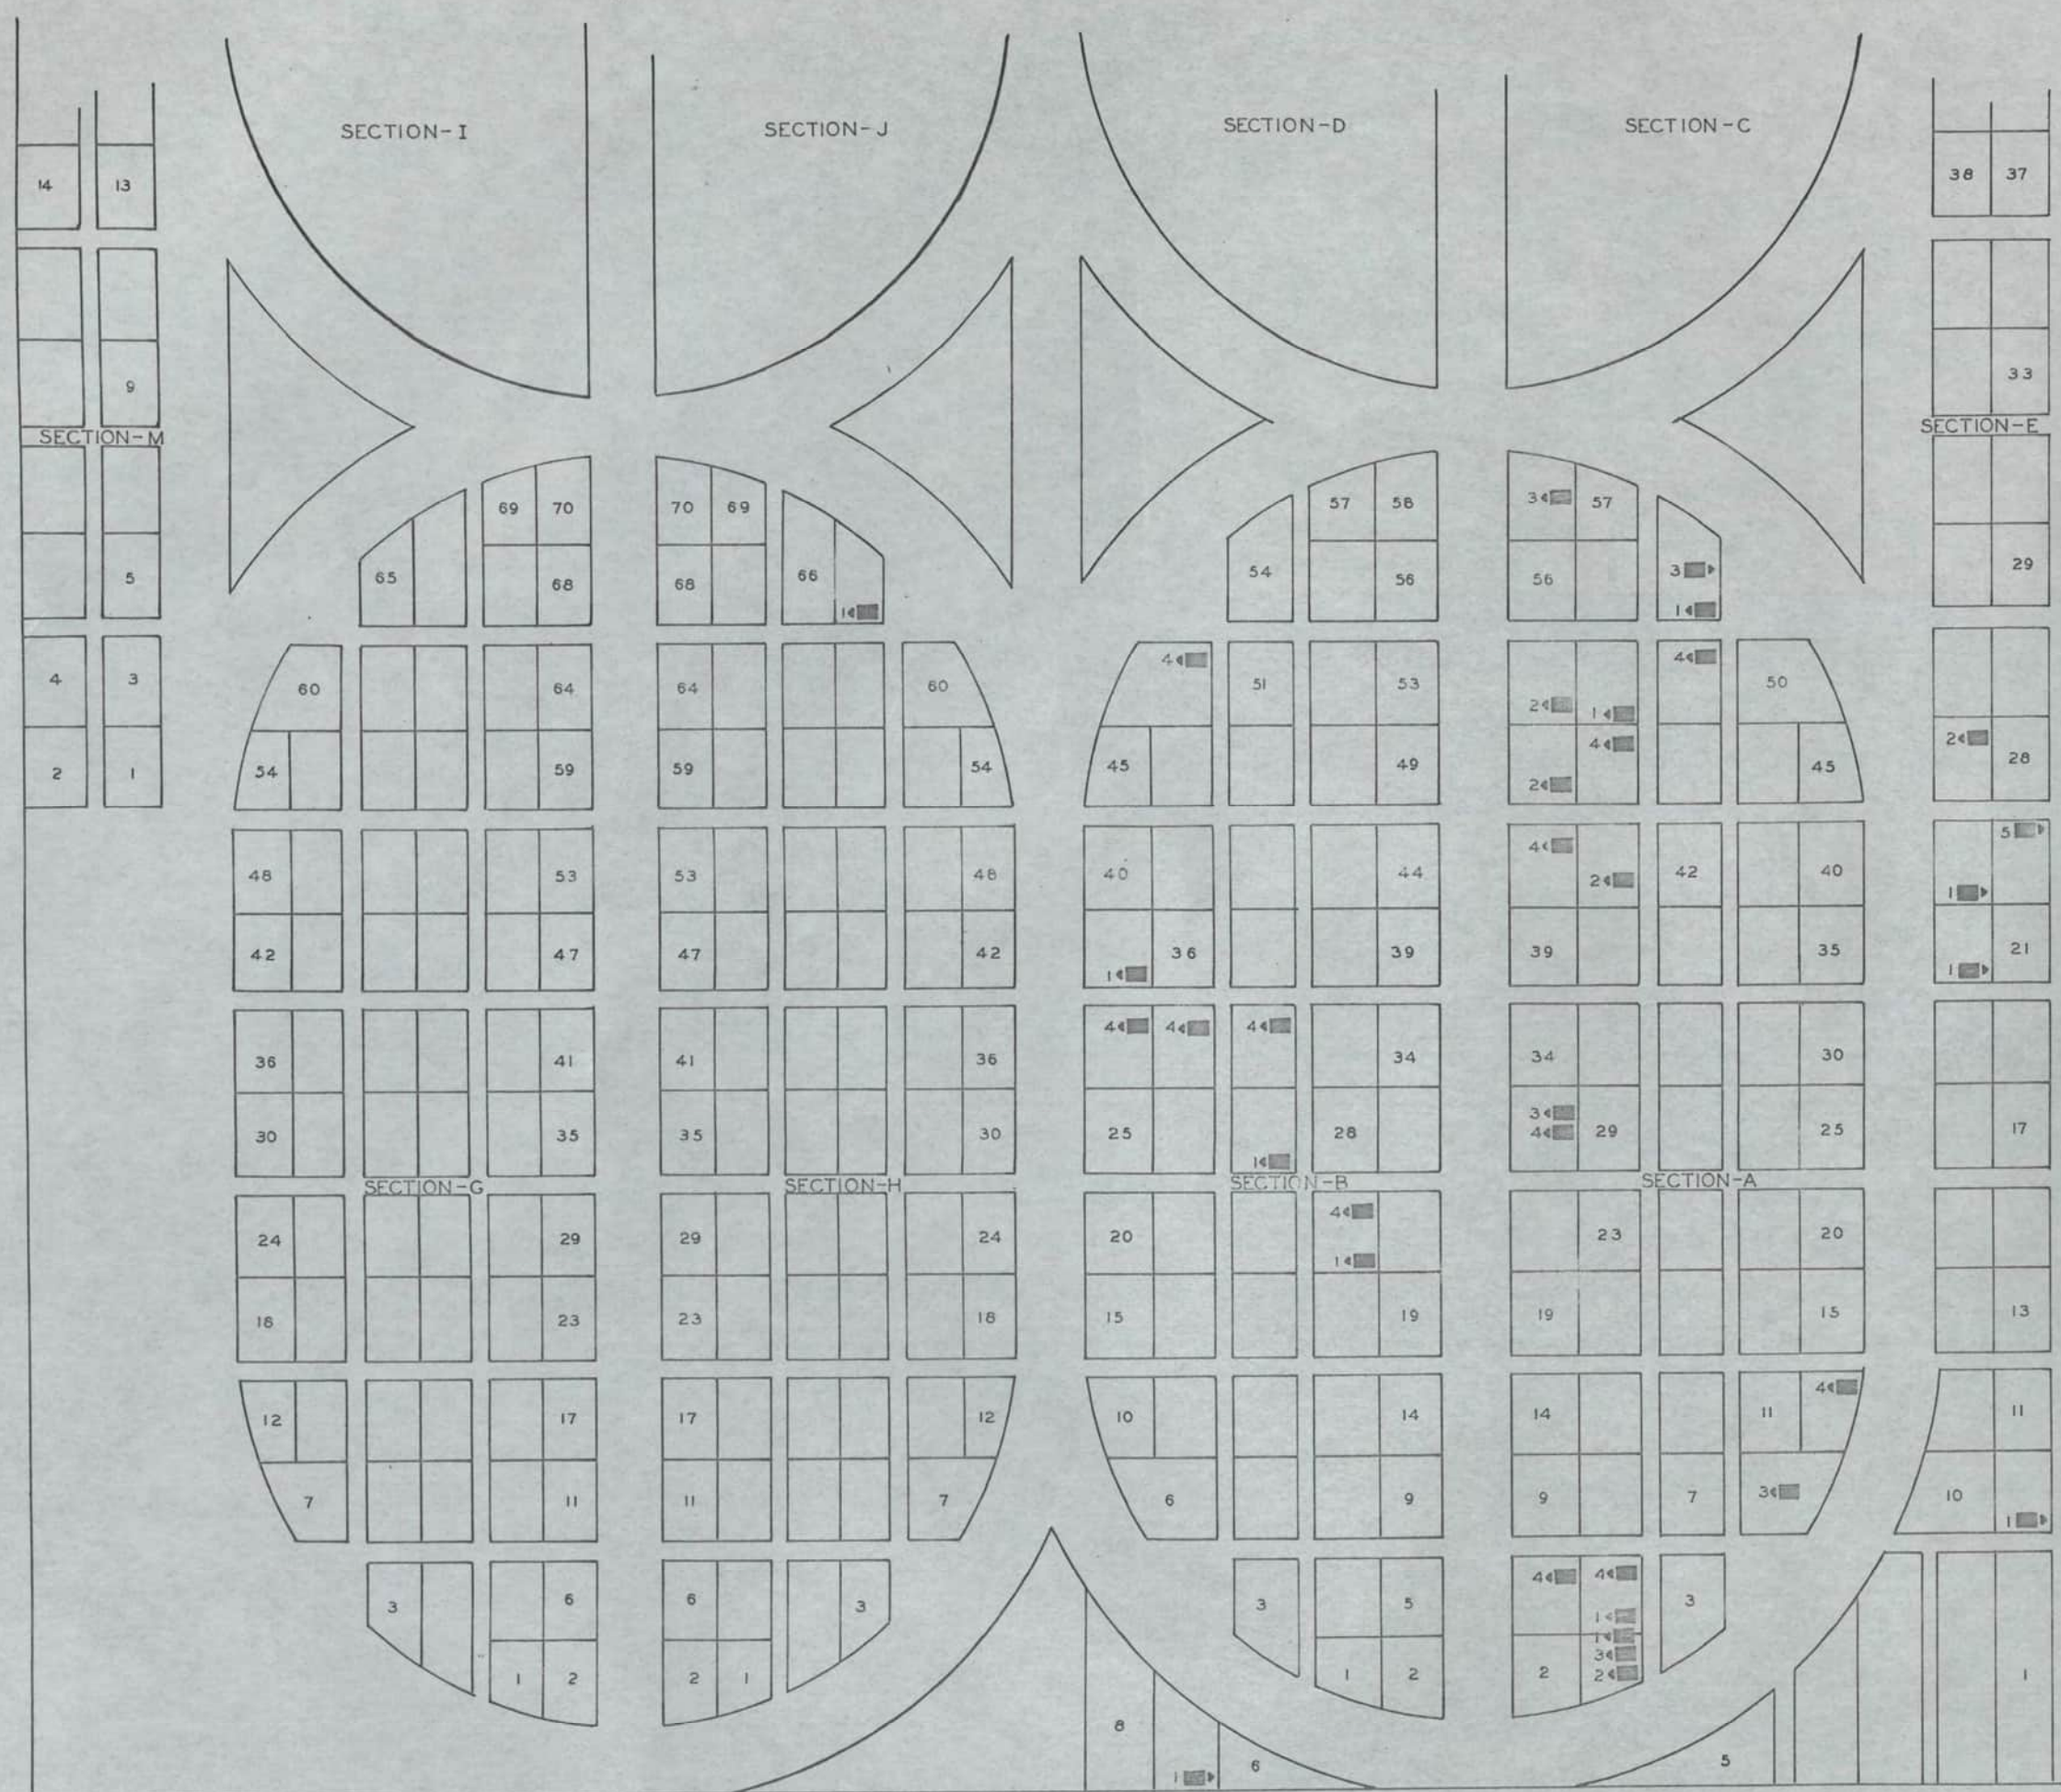 SECTION-I SECTION-J SECTION-D SECTION-C
14 13 38 37
9 33
SECTION-M SECTION-E
69 70 70 69 57 58 3 57
65 68 68 66 54 56 56 3 29
5 1 1
4 3 60 64 64 60 4 51 53 4 50
2 1
2 1 54 59 59 54 45 49 4 45 2 28
2
48 53 53 48 40 44 4 2 42 40 5
1
42 47 47 42 36 39 39 35 21
1 1
4 4 4
36 41 41 36 34 34 30
3
30 35 35 30 25 28 4 29 25 17
1
SECTION-G SECTION-H SECTION-B SECTION-A
4
24 29 29 24 20 23 20
1
18 23 23 18 15 19 19 15 13
4
12 17 17 12 10 14 14 11 11
7 11 11 7 6 9 9 7 3 10
1
4 4
3 6 6 3 3 5 1 3
1
3
1 2 2 1 1 2 2 2 1
8
6 5
1